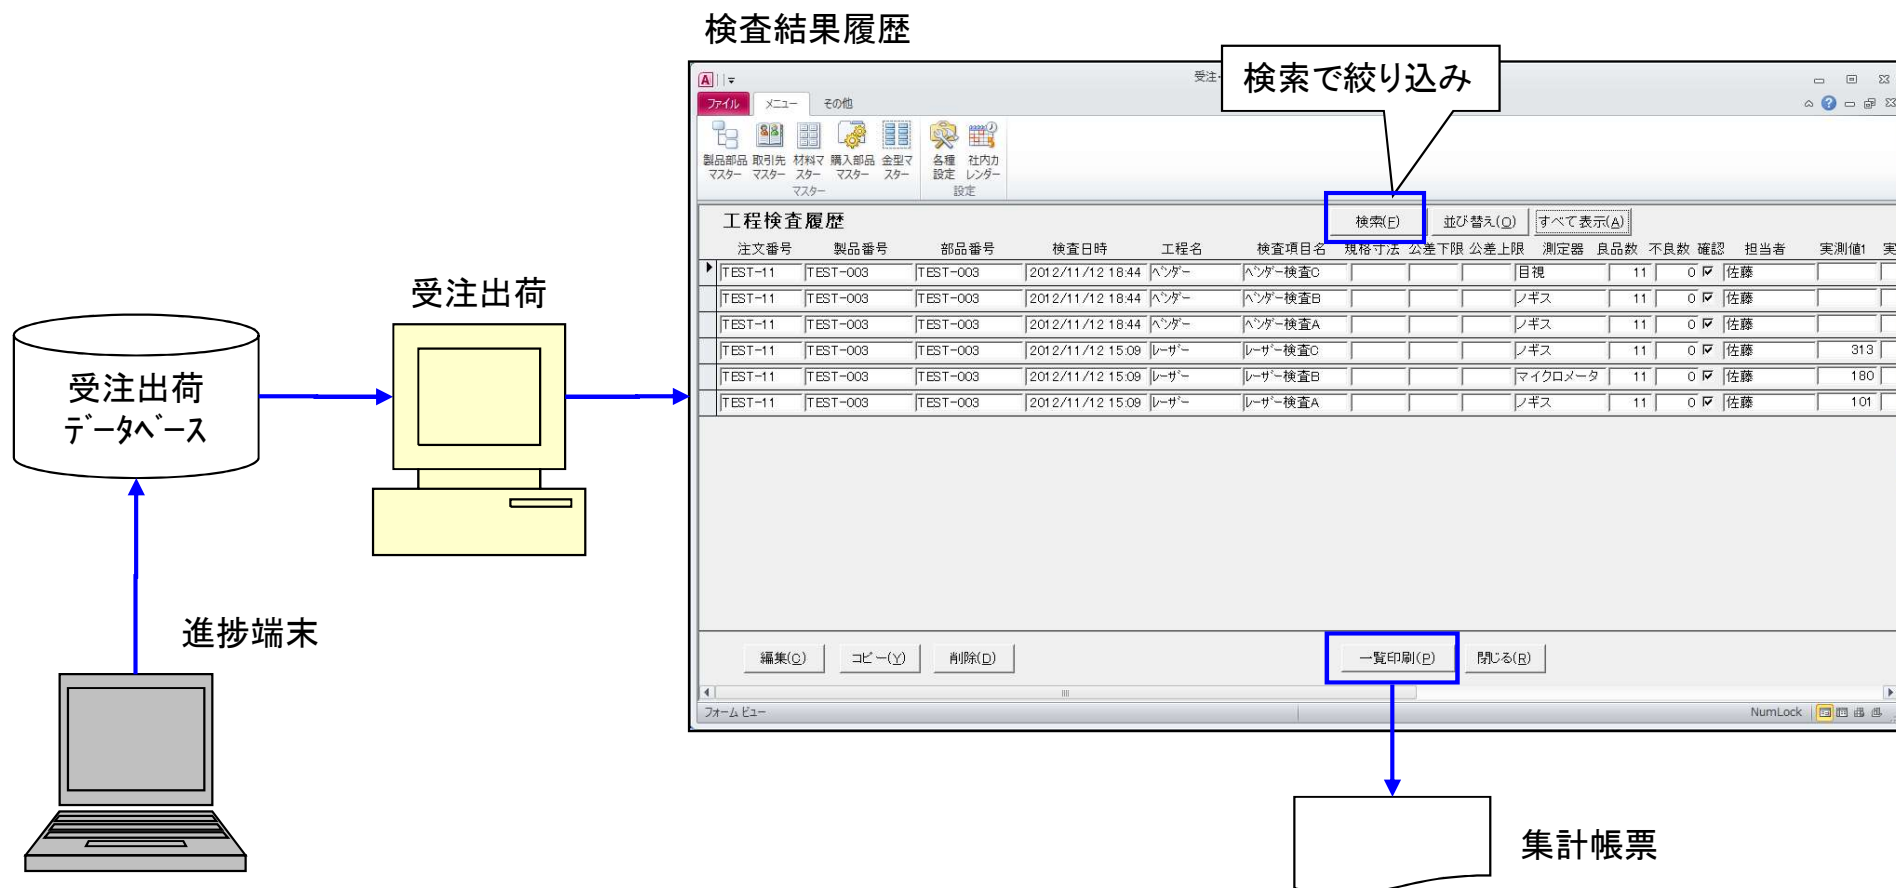 検査結果履歴
検索で絞り込み
受注-
ファイル メニュー その他
製品部品 取引先 材料マ 購入部品 金型マ 各種 社内カ
マスター マスター スター マスター スター 設定 レンダー
マスター 設定
工程検査履歴 検索(F) 並び替え(O) すべて表示(A)
注文番号 製品番号 部品番号 検査日時 工程名 検査項目名 規格寸法 公差下限 公差上限 測定器 良品数 不良数 確認 担当者 実測値1 実
TEST-11 TEST-003 TEST-003 2012/11/12 18:44 ベンダー ベンダー検査C 目視 11 0 佐藤
TEST-11 TEST-003 TEST-003 2012/11/12 18:44 ベンダー ベンダー検査B ノギス 11 0 佐藤
TEST-11 TEST-003 TEST-003 2012/11/12 18:44 ベンダー ベンダー検査A ノギス 11 0 佐藤
TEST-11 TEST-003 TEST-003 2012/11/12 15:09 レーザー レーザー検査C ノギス 11 0 佐藤 313
TEST-11 TEST-003 TEST-003 2012/11/12 15:09 レーザー レーザー検査B マイクロメータ 11 0 佐藤 180
TEST-11 TEST-003 TEST-003 2012/11/12 15:09 レーザー レーザー検査A ノギス 11 0 佐藤 101
編集(C) コピー(Y) 削除(D) 一覧印刷(P) 閉じる(R)
フォーム ビュー NumLock
受注出荷
受注出荷
データベース
進捗端末
集計帳票